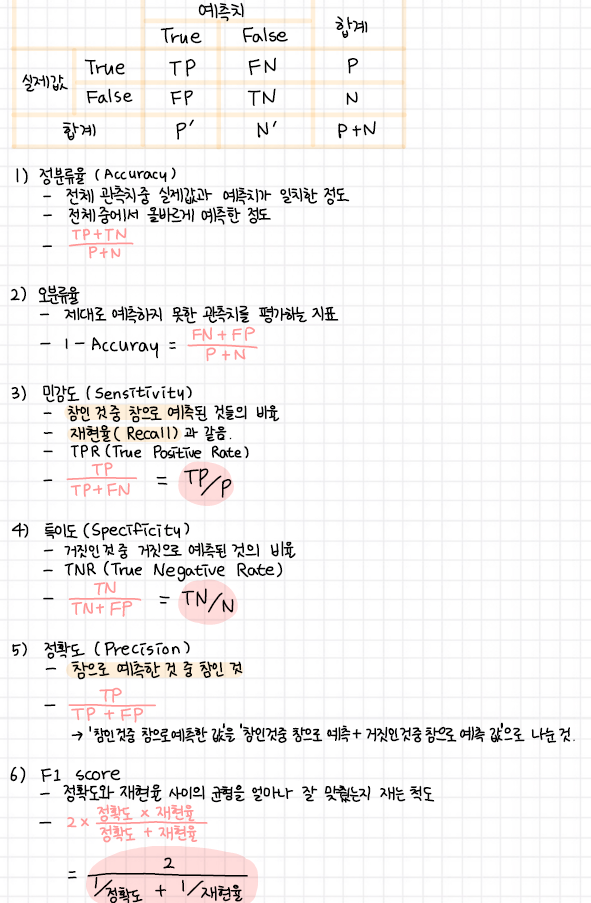 예측치 합계
True False
실제값 True TP FN P
False FP TN N
합계 P′ N′ P+N
1) 정분류율 (Accuracy)
- 전체 관측치중 실제값과 예측치가 일치한 정도
- 전체 중에서 올바르게 예측한 정도
- TP+TN / P+N
2) 오분류율
- 제대로 예측하지 못한 관측치를 평가하는 지표
- 1 - Accuray = FN+FP / P+N
3) 민감도 (Sensitivity)
- 참인 것 중 참으로 예측된 것들의 비율
- 재현율( Recall) 과 같음.
- TPR (True Positive Rate)
- TP / TP+FN = TP/P
4) 특이도 (Specificity)
- 거짓인 것 중 거짓으로 예측된 것의 비율
- TNR (True Negative Rate)
- TN / TN+FP = TN/N
5) 정확도 (Precision)
- 참으로 예측한 것 중 참인 것
- TP / TP + FP
→ '참인것중 참으로예측한 값'을 '참인것중 참으로 예측 + 거짓인것중참으로 예측 값'으로 나눈 것.
6) F1 score
- 정확도와 재현율 사이의 균형을 얼마나 잘 맞췄는지 재는 척도
- 2 × 정확도 × 재현율 / 정확도 + 재현율
= 2 / 1/정확도 + 1/재현율